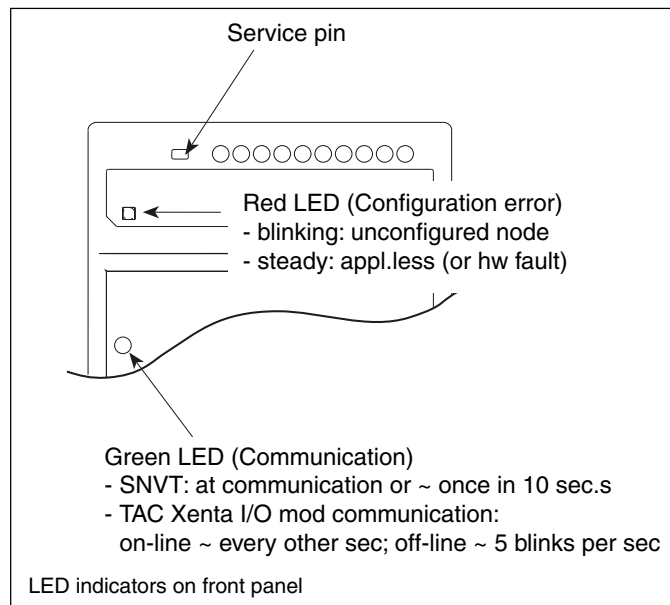 Service pin
Red LED (Configuration error)
- blinking: unconfigured node
- steady: appl.less (or hw fault)
Green LED (Communication)
- SNVT: at communication or ~ once in 10 sec.s
- TAC Xenta I/O mod communication:
on-line ~ every other sec; off-line ~ 5 blinks per sec
LED indicators on front panel